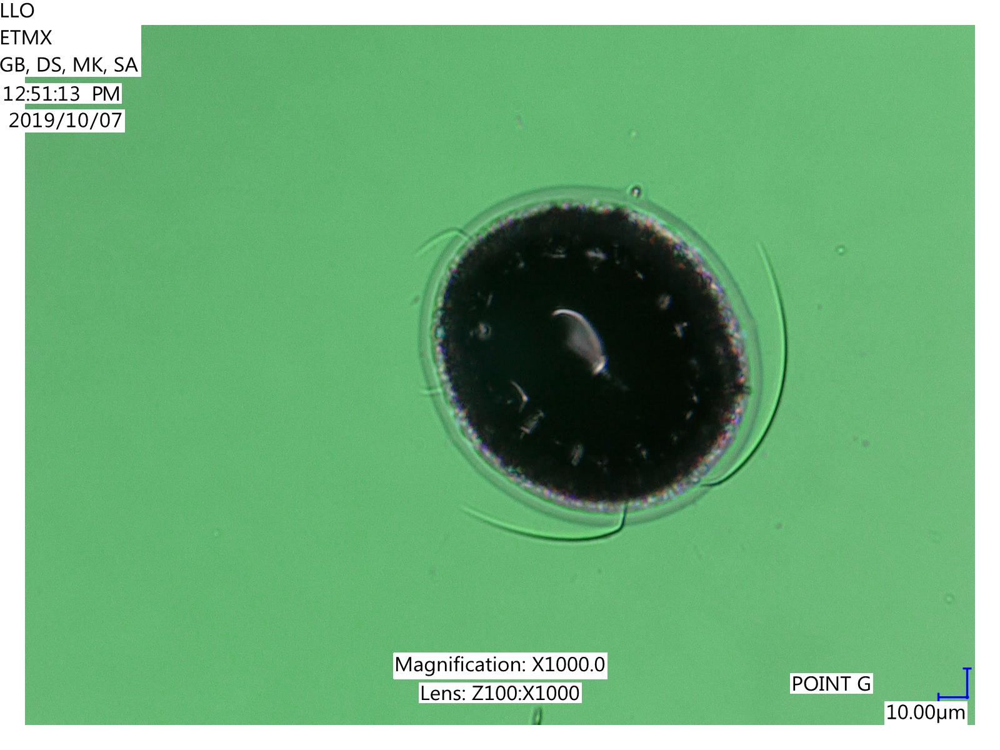 LLO
ETMX
GB, DS, MK, SA
12:51:13 PM
2019/10/07
Magnification: X1000.0
Lens: Z100:X1000
POINT G
10.00µm